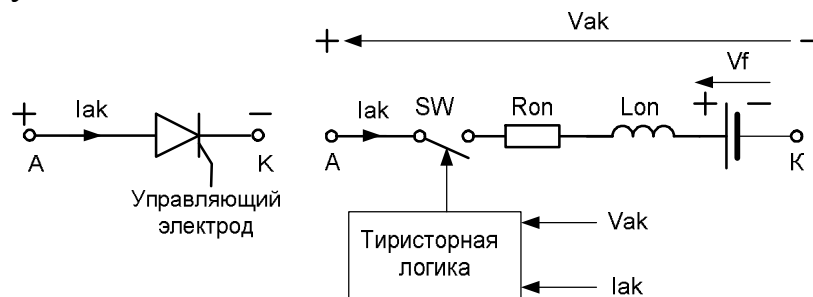 + Iak −
A K
Управляющий
электрод
+ Vak −
Vf
Iak SW Ron Lon + −
A К
Тиристорная
логика
Vak
Iak